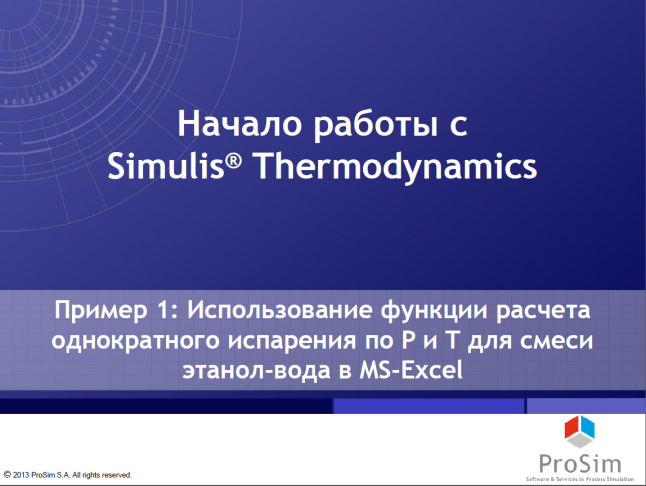 Начало работы с
Simulis® Thermodynamics
Пример 1: Использование функции расчета
однократного испарения по P и T для смеси
этанол-вода в MS-Excel
© 2013 ProSim S.A. All rights reserved.
ProSim
Software & Services In Process Simulation